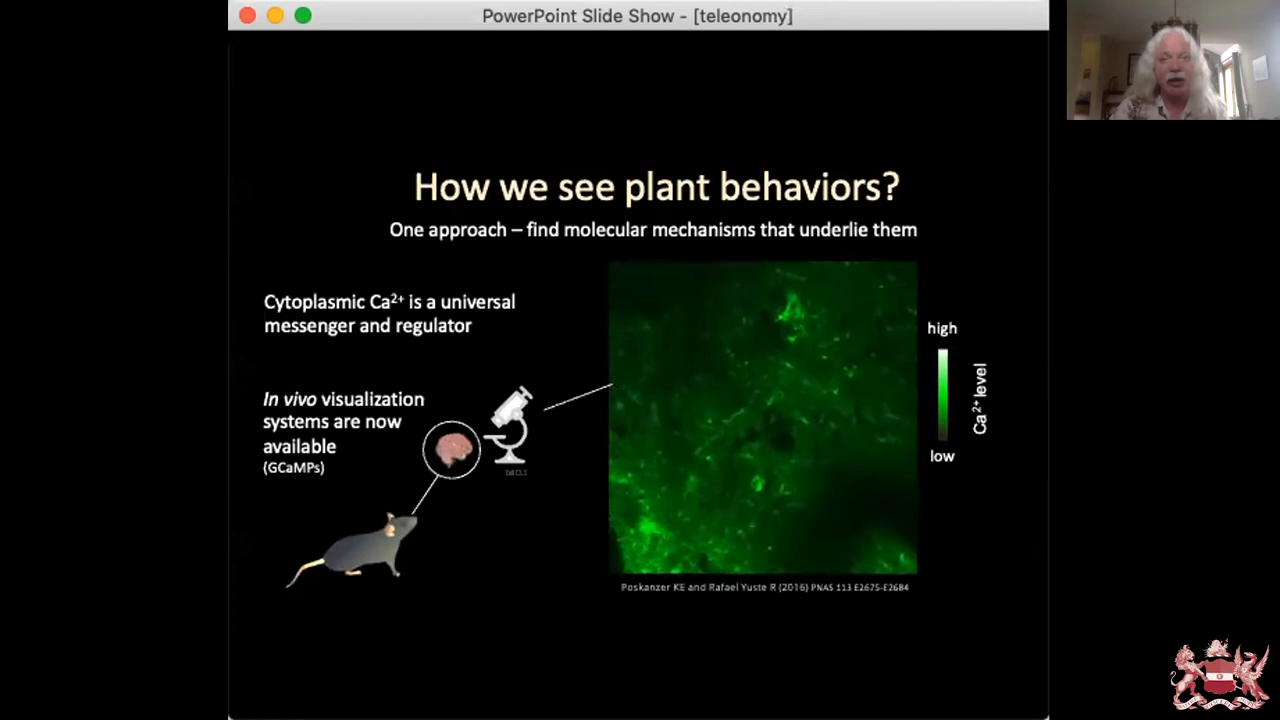 PowerPoint Slide Show - [teleonomy]
How we see plant behaviors?
One approach – find molecular mechanisms that underlie them
Cytoplasmic Ca²⁺ is a universal
messenger and regulator
In vivo visualization
systems are now
available
(GCaMPs)
high
Ca²⁺ level
low
Poskanzer KE and Rafael Yuste R (2016) PNAS 113 E2675-E2684